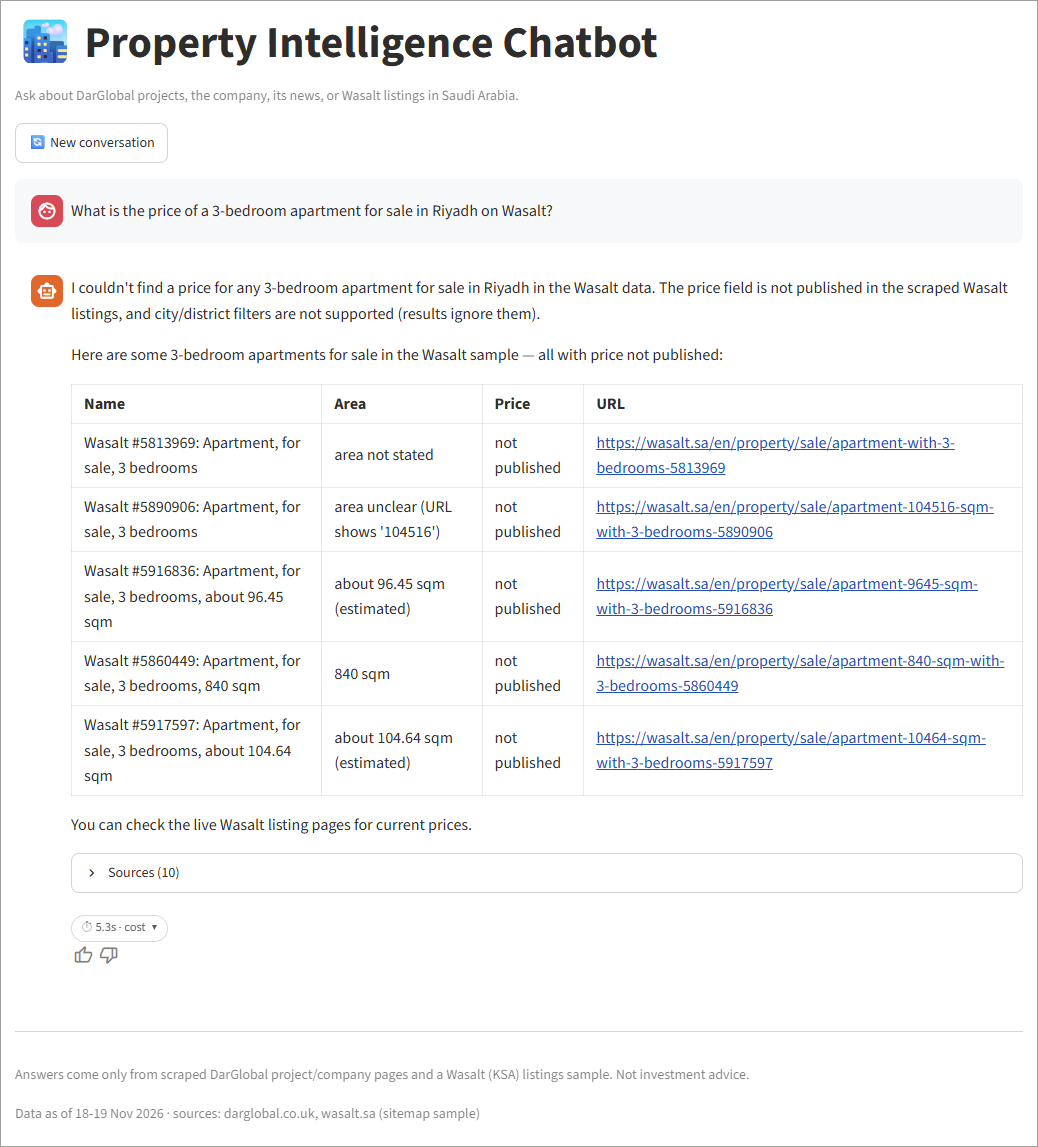 Property Intelligence Chatbot
Ask about DarGlobal projects, the company, its news, or Wasalt listings in Saudi Arabia.
New conversation
What is the price of a 3-bedroom apartment for sale in Riyadh on Wasalt?
I couldn't find a price for any 3-bedroom apartment for sale in Riyadh in the Wasalt data. The price field is not published in the scraped Wasalt
listings, and city/district filters are not supported (results ignore them).
Here are some 3-bedroom apartments for sale in the Wasalt sample — all with price not published:
Name Area Price URL
Wasalt #5813969: Apartment, for
sale, 3 bedrooms
area not stated
not
published
https://wasalt.sa/en/property/sale/apartment-with-3-
bedrooms-5813969
Wasalt #5890906: Apartment, for
sale, 3 bedrooms
area unclear (URL
shows '104516')
not
published
https://wasalt.sa/en/property/sale/apartment-104516-sqm-
with-3-bedrooms-5890906
Wasalt #5916836: Apartment, for
sale, 3 bedrooms, about 96.45
sqm
about 96.45 sqm
(estimated)
not
published
https://wasalt.sa/en/property/sale/apartment-9645-sqm-
with-3-bedrooms-5916836
Wasalt #5860449: Apartment, for
sale, 3 bedrooms, 840 sqm
840 sqm
not
published
https://wasalt.sa/en/property/sale/apartment-840-sqm-with-
3-bedrooms-5860449
Wasalt #5917597: Apartment, for
sale, 3 bedrooms, about 104.64
sqm
about 104.64 sqm
(estimated)
not
published
https://wasalt.sa/en/property/sale/apartment-10464-sqm-
with-3-bedrooms-5917597
You can check the live Wasalt listing pages for current prices.
Sources (10)
5.3s · cost ▾
Answers come only from scraped DarGlobal project/company pages and a Wasalt (KSA) listings sample. Not investment advice.
Data as of 18-19 Nov 2026 · sources: darglobal.co.uk, wasalt.sa (sitemap sample)